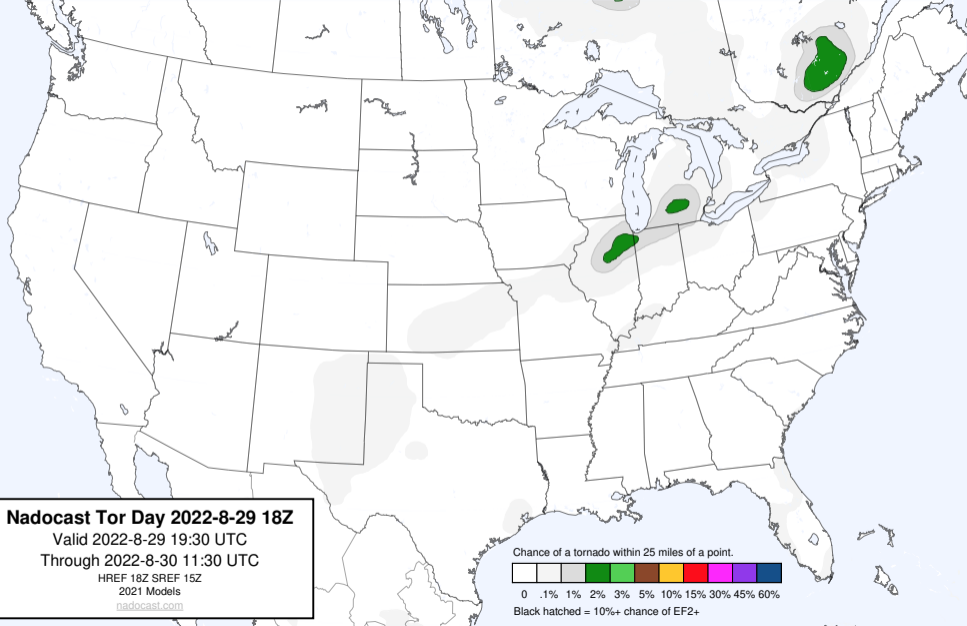 Nadocast Tor Day 2022-8-29 18Z
Valid 2022-8-29 19:30 UTC
Through 2022-8-30 11:30 UTC
HREF 18Z SREF 15Z
2021 Models
nadocast.com
Chance of a tornado within 25 miles of a point.
0 .1% 1% 2% 3% 5% 10% 15% 30% 45% 60%
Black hatched = 10%+ chance of EF2+